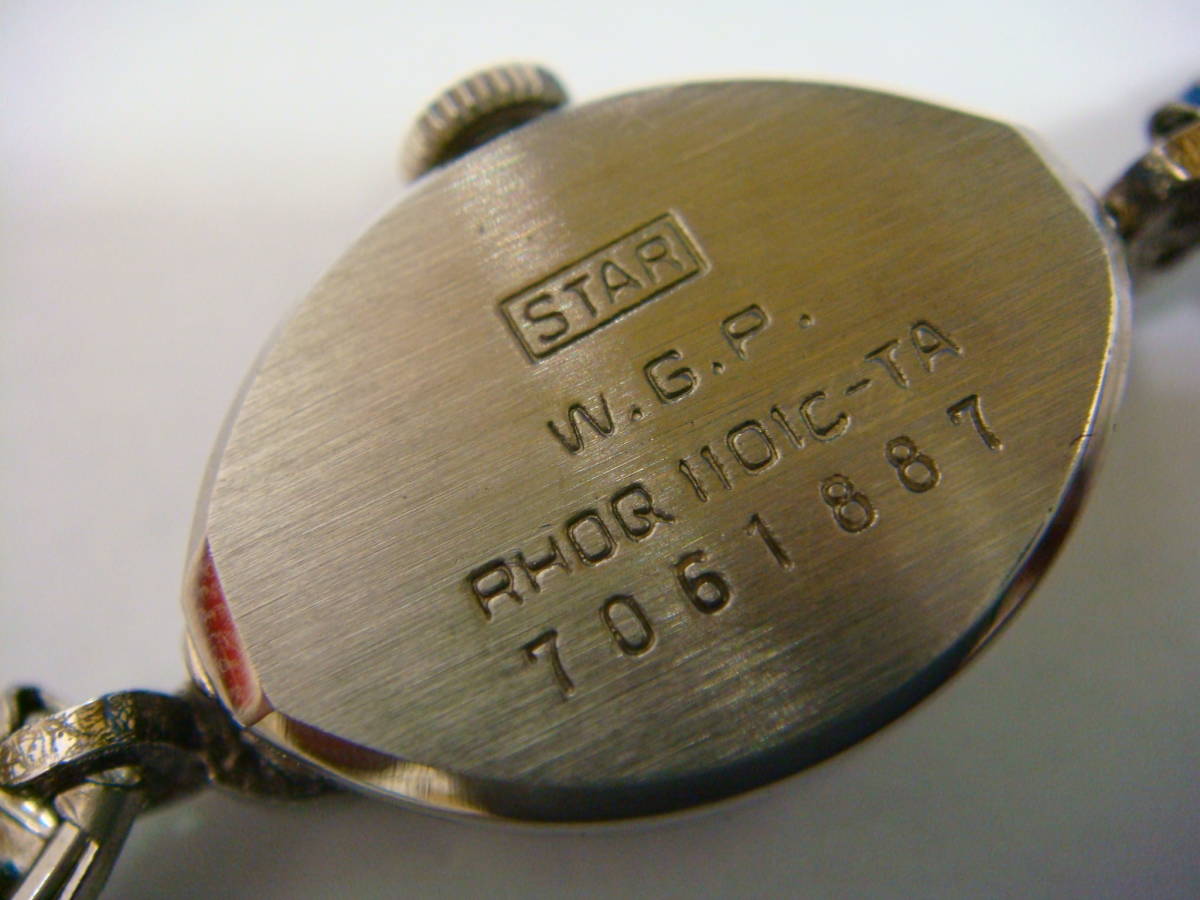 STAR
W.G.P.
RHOQ 1101C-TA
7061887